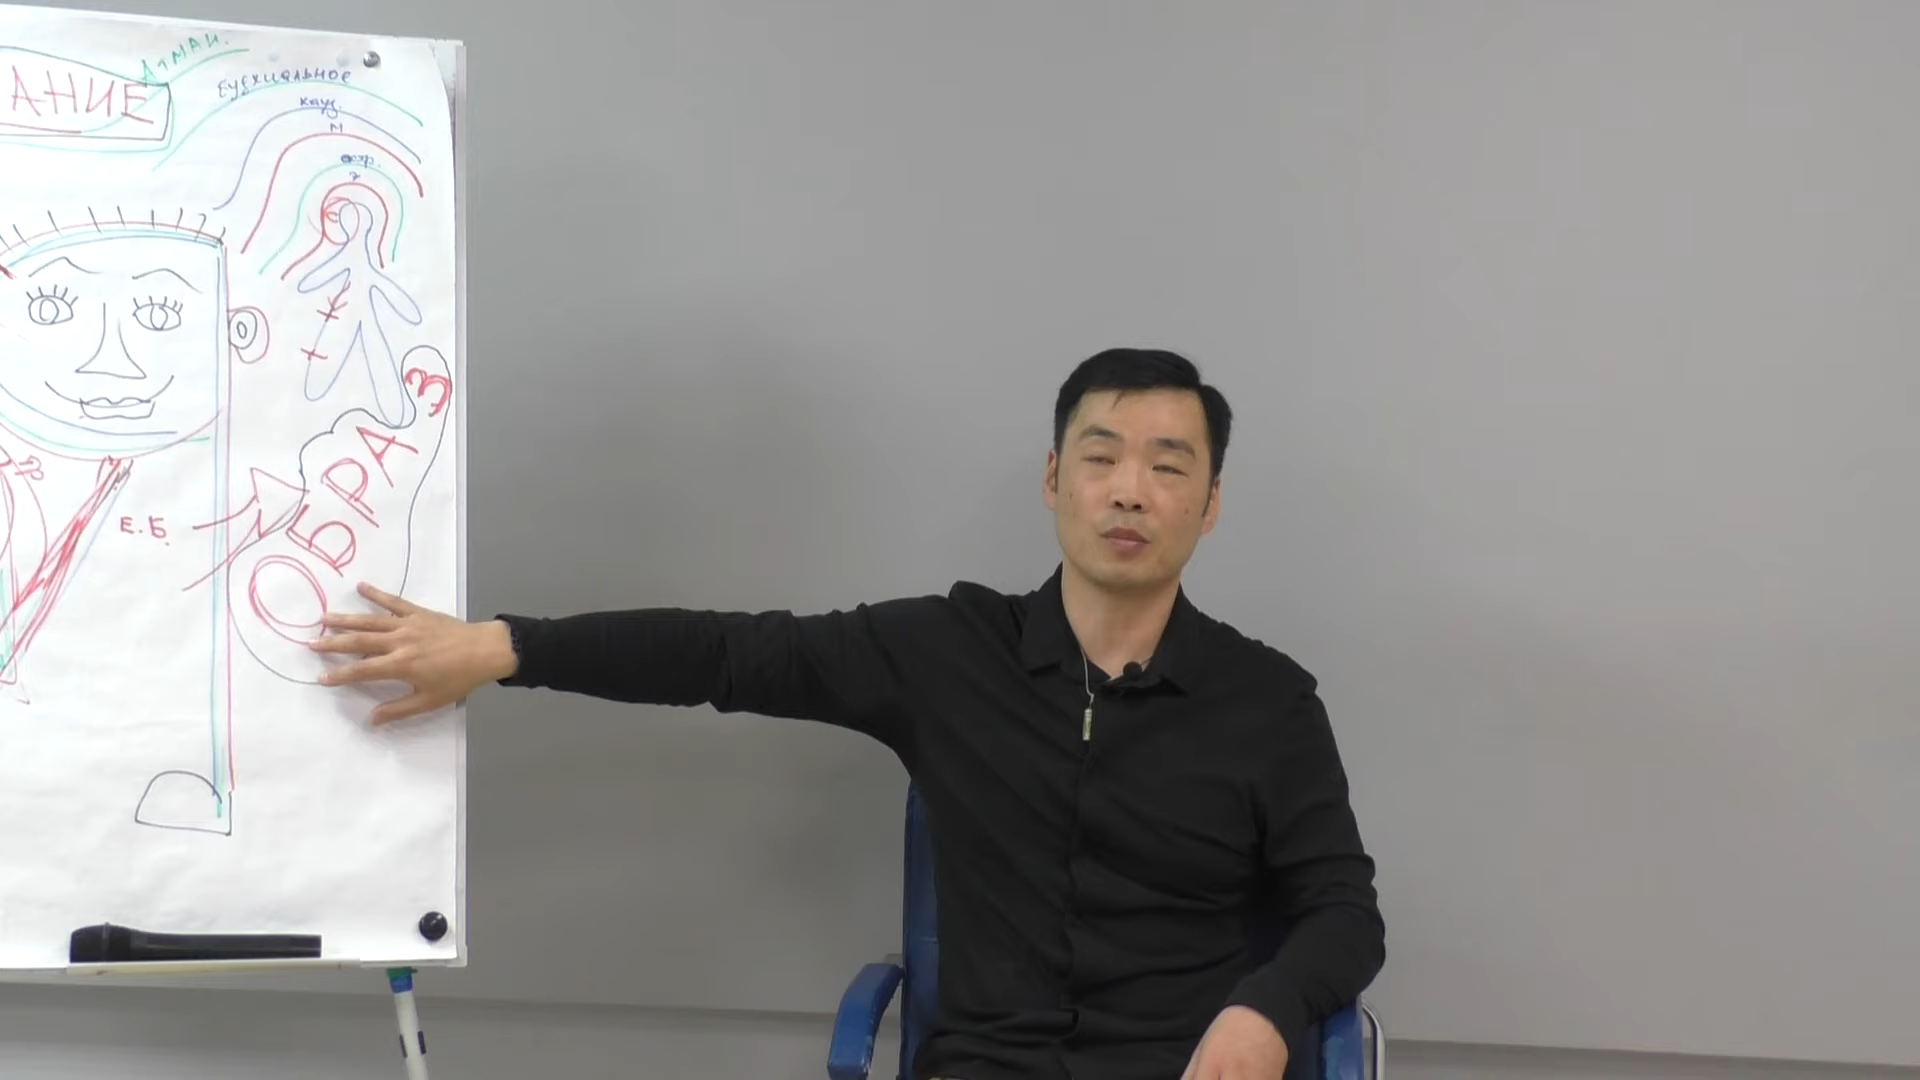 АТМАН.
АНИЕ
Буддхиальное
кауз.
М
астр.
Э
ОБРАЗ
Е.Б.